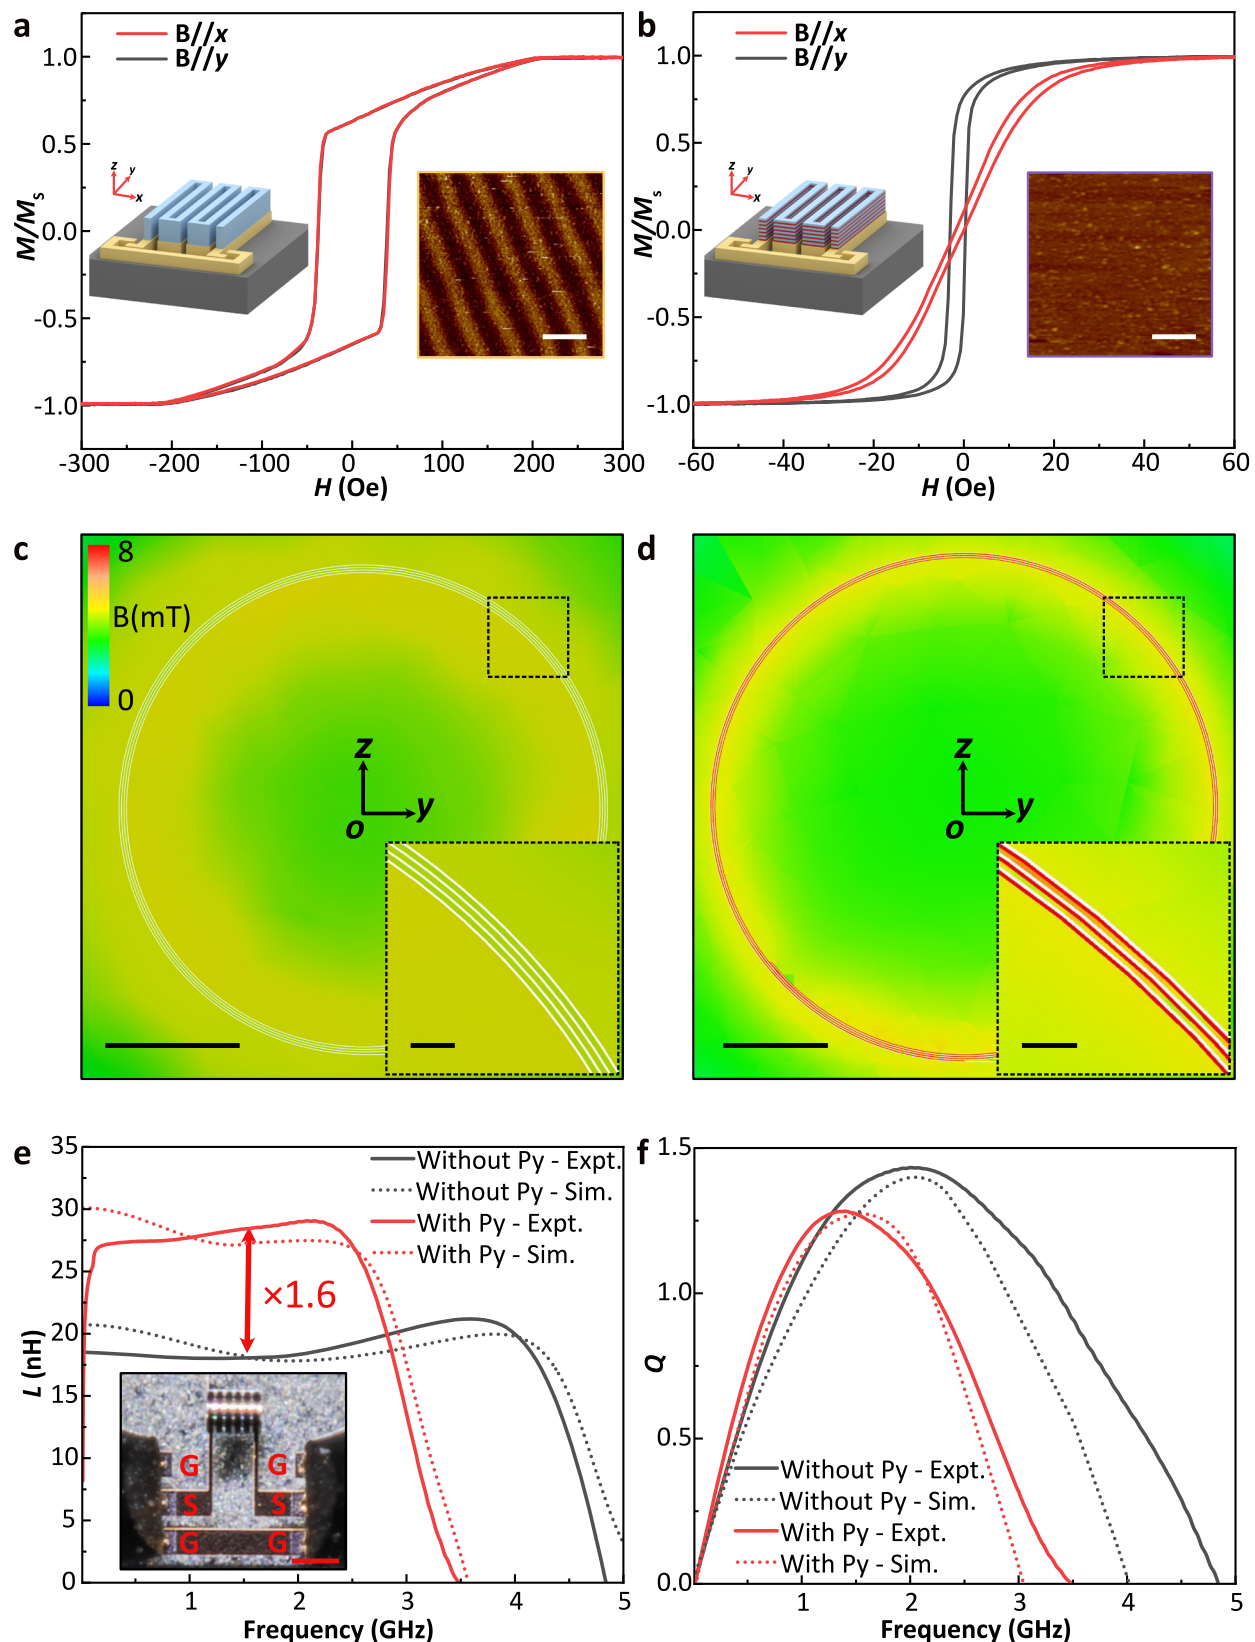 a
B//x
B//y
1.0
0.5
0.0
-0.5
-1.0
M/Ms
z
y
x
-300
-200
-100
0
100
200
300
H (Oe)
b
B//x
B//y
1.0
0.5
0.0
-0.5
-1.0
M/Ms
z
y
x
-60
-40
-20
0
20
40
60
H (Oe)
c
8
B(mT)
0
z
o
y
d
z
o
y
e
35
30
25
20
15
10
5
0
L (nH)
Without Py - Expt.
Without Py - Sim.
With Py - Expt.
With Py - Sim.
×1.6
G G
S S
G G
1
2
3
4
5
Frequency (GHz)
f
1.5
1.0
0.5
0.0
Q
Without Py - Expt.
Without Py - Sim.
With Py - Expt.
With Py - Sim.
1
2
3
4
5
Frequency (GHz)